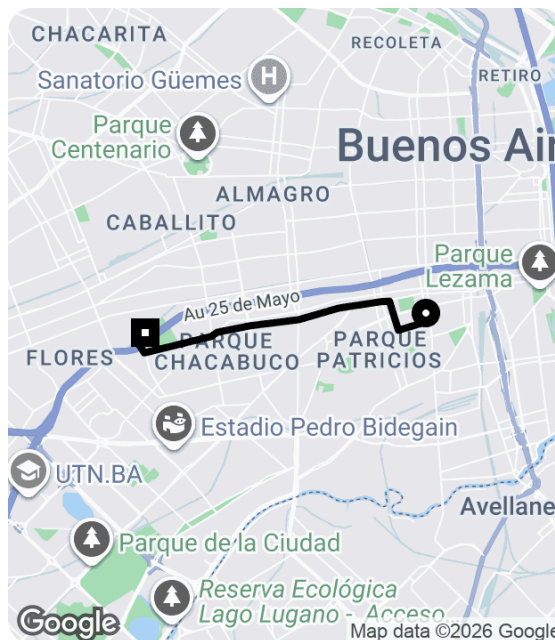 CHACARITA
RECOLETA
Sanatorio Güemes
H
RETIRO
Parque
Centenario
Buenos Air
ALMAGRO
CABALLITO
Parque
Lezama
Au 25 de Mayo
FLORES
PARQUE
CHACABUCO
PARQUE
PATRICIOS
Estadio Pedro Bidegain
UTN.BA
Avellane
Parque de la Ciudad
Reserva Ecológica
Lago Lugano - Acceso
Google
Map data ©2026 Google